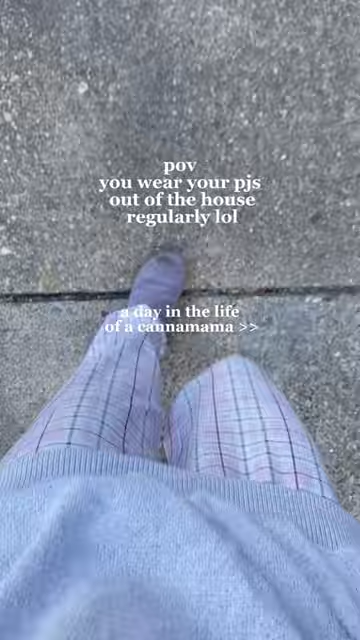 pov
you wear your pjs
out of the house
regularly lol
a day in the life
of a cannamama >>